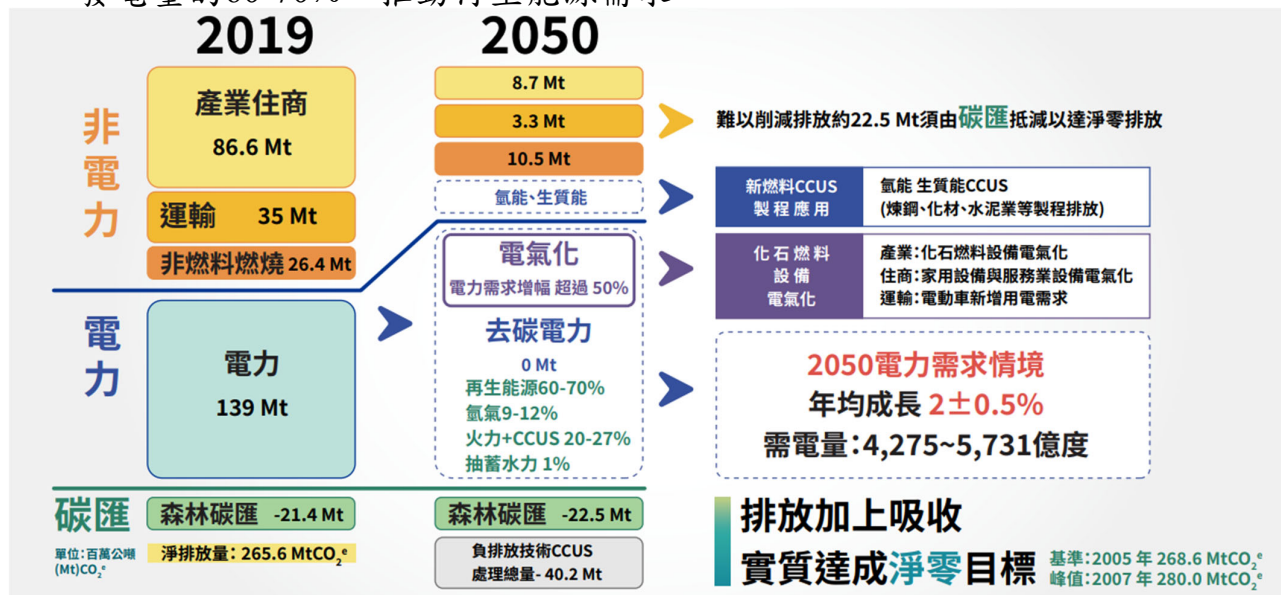 2019
2050
非電力
產業住商
86.6 Mt
運輸 35 Mt
非燃料燃燒 26.4 Mt
8.7 Mt
3.3 Mt
10.5 Mt
氫能、生質能
難以削減排放約22.5 Mt須由碳匯抵減以達淨零排放
新燃料CCUS
製程應用
氫能 生質能CCUS
(煉鋼、化材、水泥業等製程排放)
電力
電力
139 Mt
電氣化
電力需求增幅 超過 50%
去碳電力
0 Mt
再生能源60-70%
氫氣9-12%
火力+CCUS 20-27%
抽蓄水力 1%
化石燃料
設備
電氣化
產業:化石燃料設備電氣化
住商:家用設備與服務業設備電氣化
運輸:電動車新增用電需求
2050電力需求情境
年均成長 2±0.5%
需電量:4,275~5,731億度
碳匯
單位:百萬公噸
(Mt)CO₂ᵉ
森林碳匯 -21.4 Mt
淨排放量: 265.6 MtCO₂ᵉ
森林碳匯 -22.5 Mt
負排放技術CCUS
處理總量- 40.2 Mt
排放加上吸收
實質達成淨零目標
基準:2005 年 268.6 MtCO₂ᵉ
峰值:2007 年 280.0 MtCO₂ᵉ